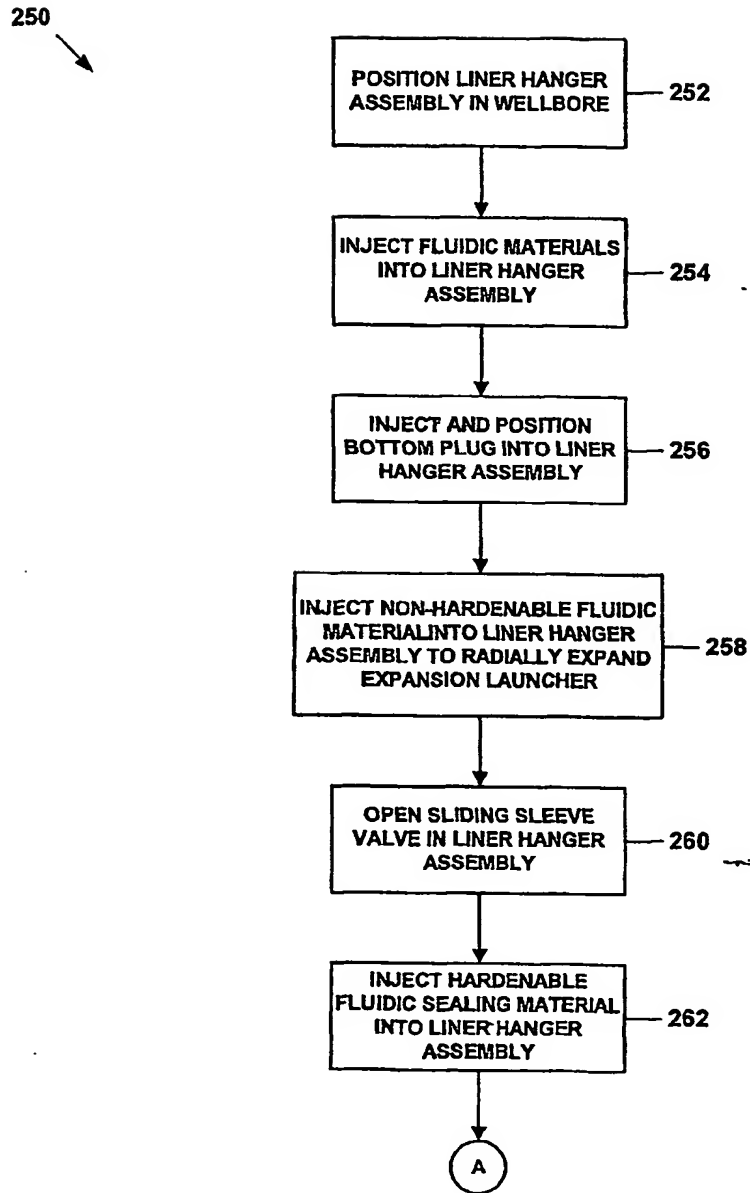 250
POSITION LINER HANGER
ASSEMBLY IN WELLBORE
252
INJECT FLUIDIC MATERIALS
INTO LINER HANGER
ASSEMBLY
254
INJECT AND POSITION
BOTTOM PLUG INTO LINER
HANGER ASSEMBLY
256
INJECT NON-HARDENABLE FLUIDIC
MATERIALINTO LINER HANGER
ASSEMBLY TO RADIALLY EXPAND
EXPANSION LAUNCHER
258
OPEN SLIDING SLEEVE
VALVE IN LINER HANGER
ASSEMBLY
260
INJECT HARDENABLE
FLUIDIC SEALING MATERIAL
INTO LINER HANGER
ASSEMBLY
262
A